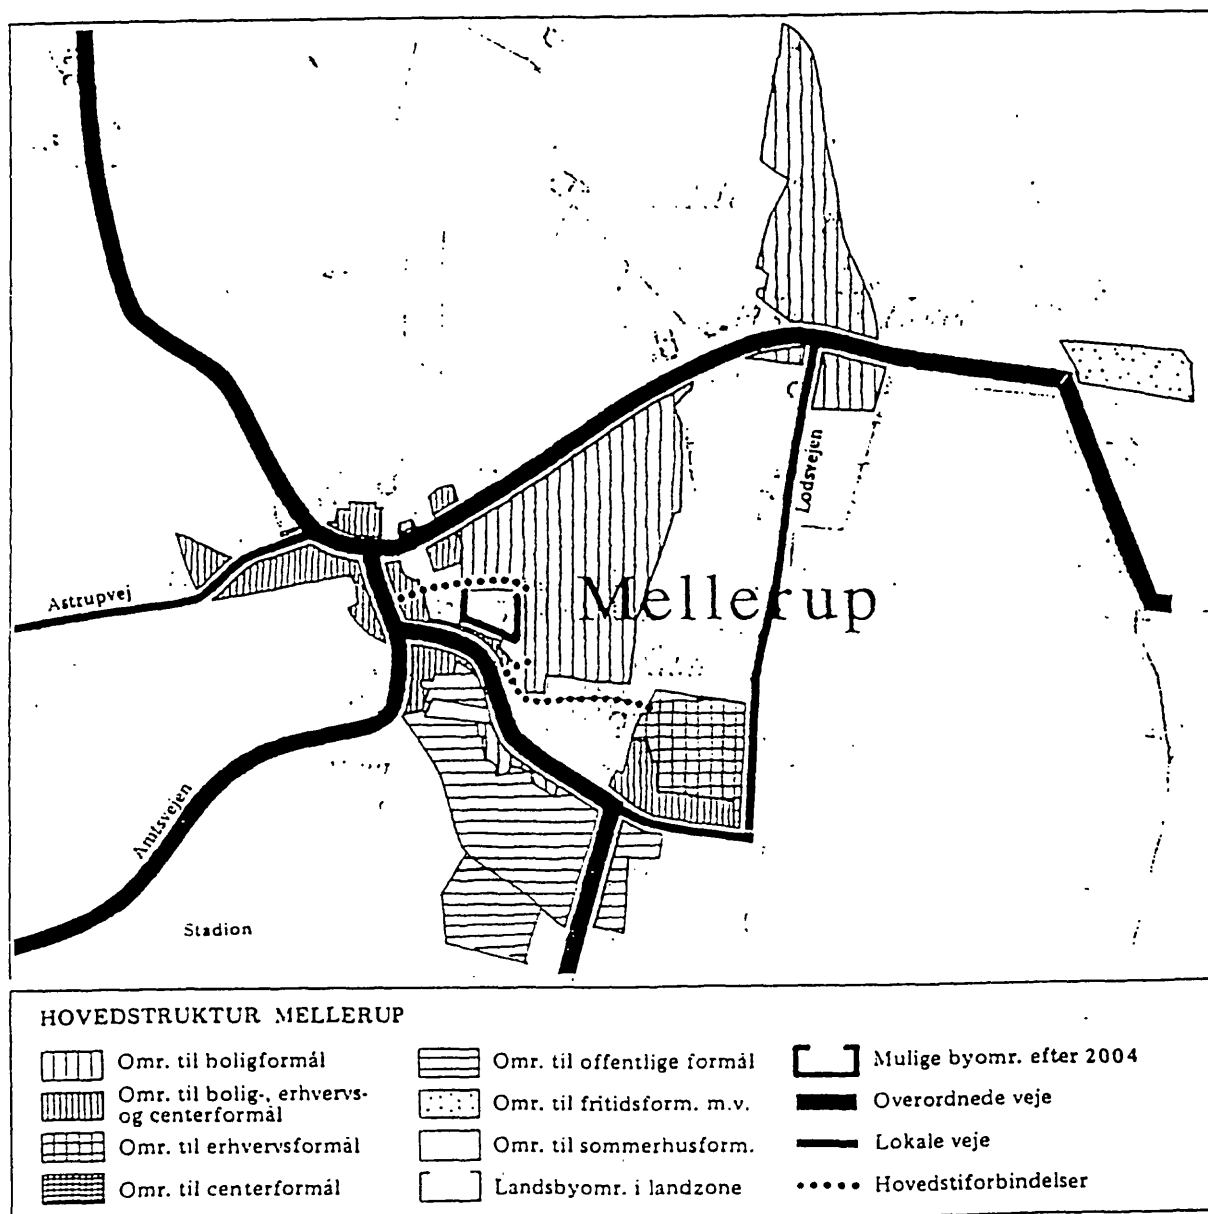 Lodsvejen
Astrupvej
Mellerup
Amtsvejen
Stadion
HOVEDSTRUKTUR MELLERUP
Omr. til boligformål
Omr. til bolig-, erhvervs-
og centerformål
Omr. til erhvervsformål
Omr. til centerformål
Omr. til offentlige formål
Omr. til fritidsform. m.v.
Omr. til sommerhusform.
Landsbyomr. i landzone
Mulige byomr. efter 2004
Overordnede veje
Lokale veje
Hovedstiforbindelser